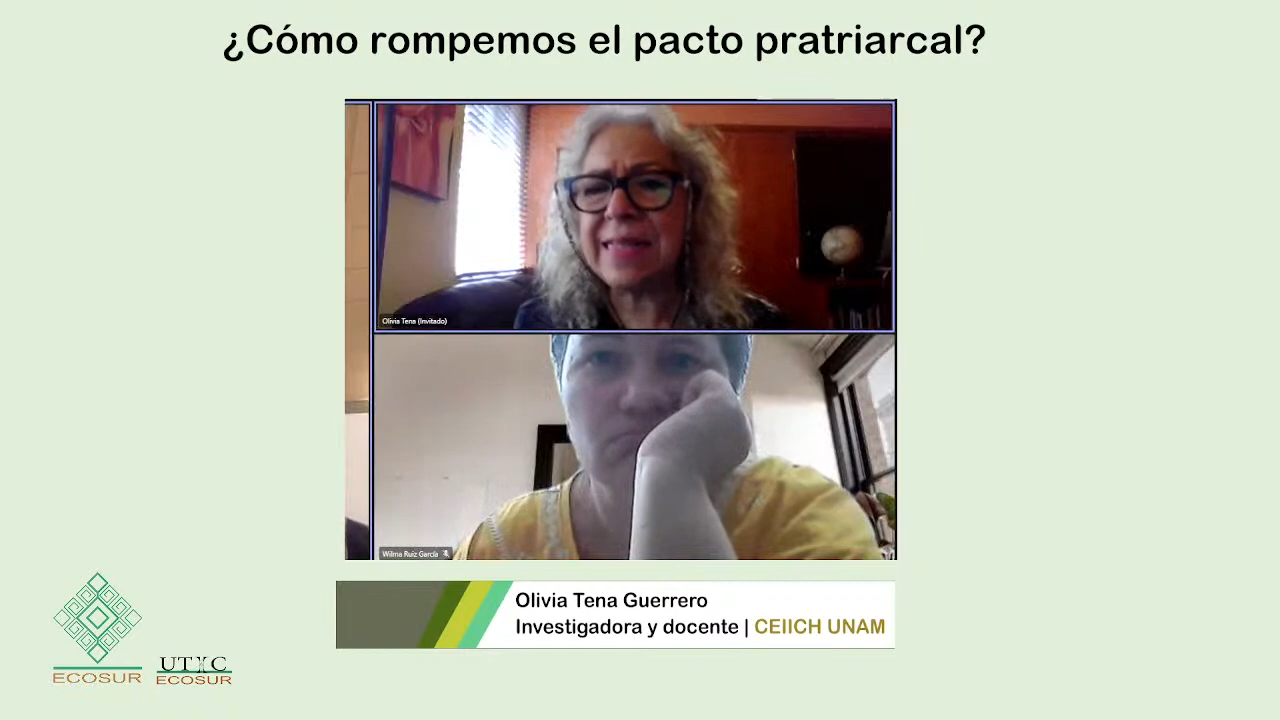 ¿Cómo rompemos el pacto pratriarcal?
Olivia Tena (Invitado)
Wilma Ruiz García
Olivia Tena Guerrero
Investigadora y docente | CEIICH UNAM
ECOSUR
UTIC
ECOSUR